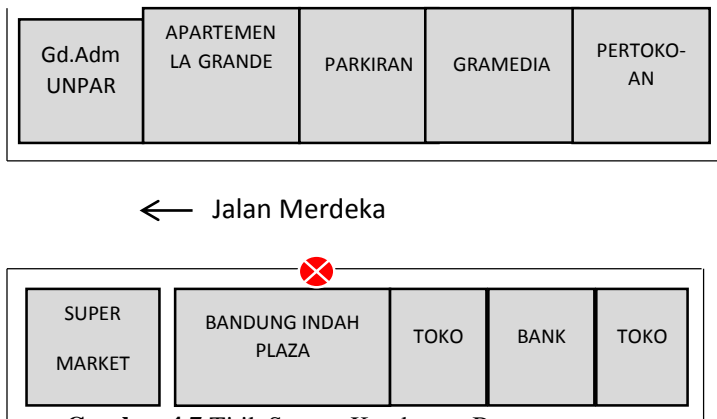 Gd.Adm
UNPAR
APARTEMEN
LA GRANDE
PARKIRAN
GRAMEDIA
PERTOKO-
AN
Jalan Merdeka
SUPER
MARKET
BANDUNG INDAH
PLAZA
TOKO
BANK
TOKO